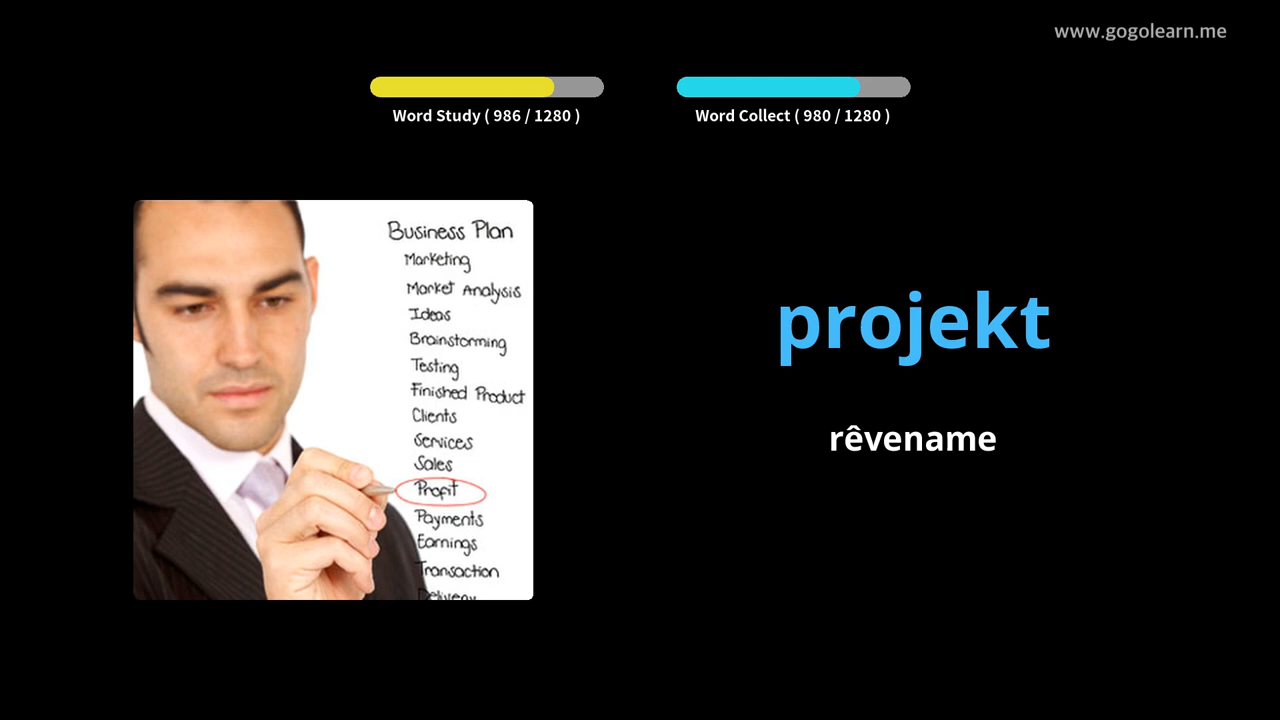 www.gogolearn.me
Word Study ( 986 / 1280 )
Word Collect ( 980 / 1280 )
Business Plan
Marketing
Market Analysis
Ideas
Brainstorming
Testing
Finished Product
Clients
Services
Sales
Profit
Payments
Earnings
Transaction
Delivery
projekt
rêvename